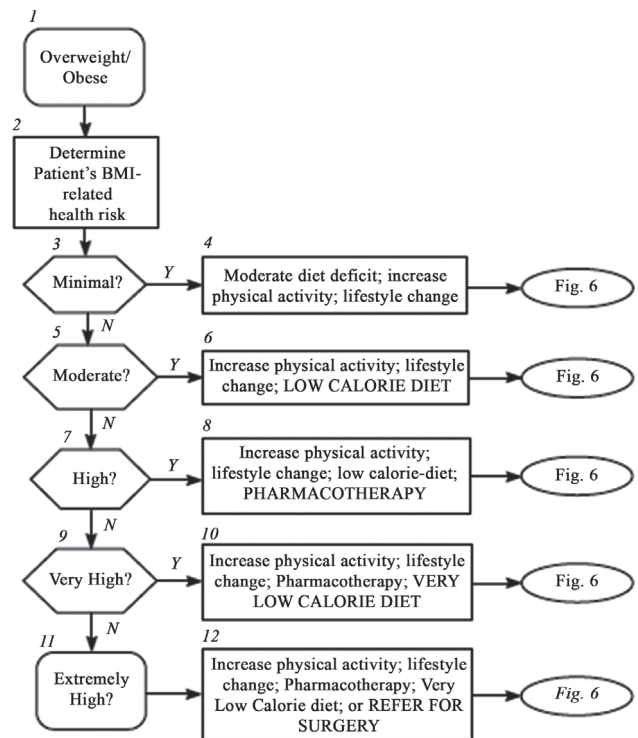 1
Overweight/
Obese
2
Determine
Patient's BMI-
related
health risk
3
Minimal?
Y
4
Moderate diet deficit; increase
physical activity; lifestyle change
Fig. 6
N
5
Moderate?
Y
6
Increase physical activity; lifestyle
change; LOW CALORIE DIET
Fig. 6
N
7
High?
Y
8
Increase physical activity;
lifestyle change; low calorie-diet;
PHARMACOTHERAPY
Fig. 6
N
9
Very High?
Y
10
Increase physical activity; lifestyle
change; Pharmacotherapy; VERY
LOW CALORIE DIET
Fig. 6
N
11
Extremely
High?
12
Increase physical activity; lifestyle
change; Pharmacotherapy; Very
Low Calorie diet; or REFER FOR
SURGERY
Fig. 6